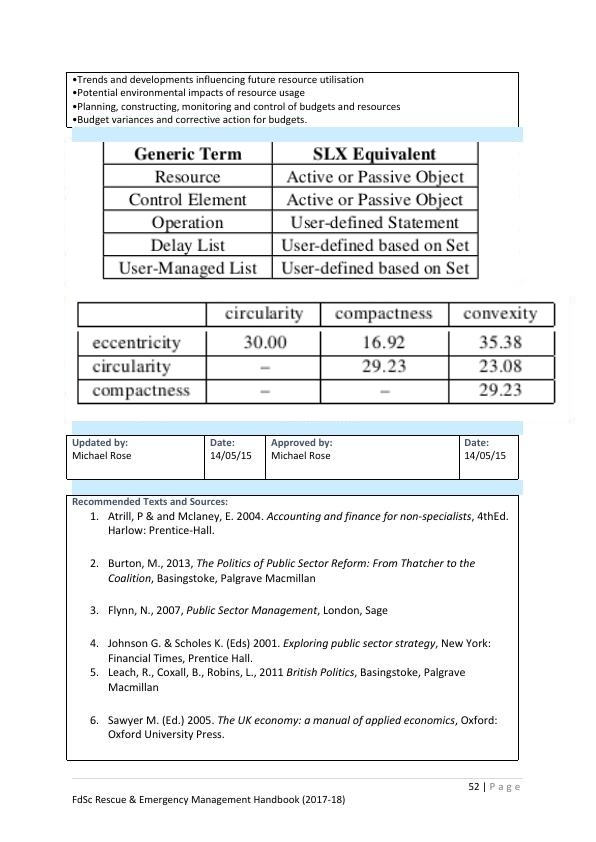 •Trends and developments influencing future resource utilisation
•Potential environmental impacts of resource usage
•Planning, constructing, monitoring and control of budgets and resources
•Budget variances and corrective action for budgets.
Generic Term SLX Equivalent
Resource Active or Passive Object
Control Element Active or Passive Object
Operation User-defined Statement
Delay List User-defined based on Set
User-Managed List User-defined based on Set
circularity compactness convexity
eccentricity 30.00 16.92 35.38
circularity – 29.23 23.08
compactness – – 29.23
Updated by: Date: Approved by: Date:
Michael Rose 14/05/15 Michael Rose 14/05/15
Recommended Texts and Sources:
1. Atrill, P & and Mclaney, E. 2004. Accounting and finance for non-specialists, 4thEd.
Harlow: Prentice-Hall.
2. Burton, M., 2013, The Politics of Public Sector Reform: From Thatcher to the
Coalition, Basingstoke, Palgrave Macmillan
3. Flynn, N., 2007, Public Sector Management, London, Sage
4. Johnson G. & Scholes K. (Eds) 2001. Exploring public sector strategy, New York:
Financial Times, Prentice Hall.
5. Leach, R., Coxall, B., Robins, L., 2011 British Politics, Basingstoke, Palgrave
Macmillan
6. Sawyer M. (Ed.) 2005. The UK economy: a manual of applied economics, Oxford:
Oxford University Press.
52 | Page
FdSc Rescue & Emergency Management Handbook (2017-18)